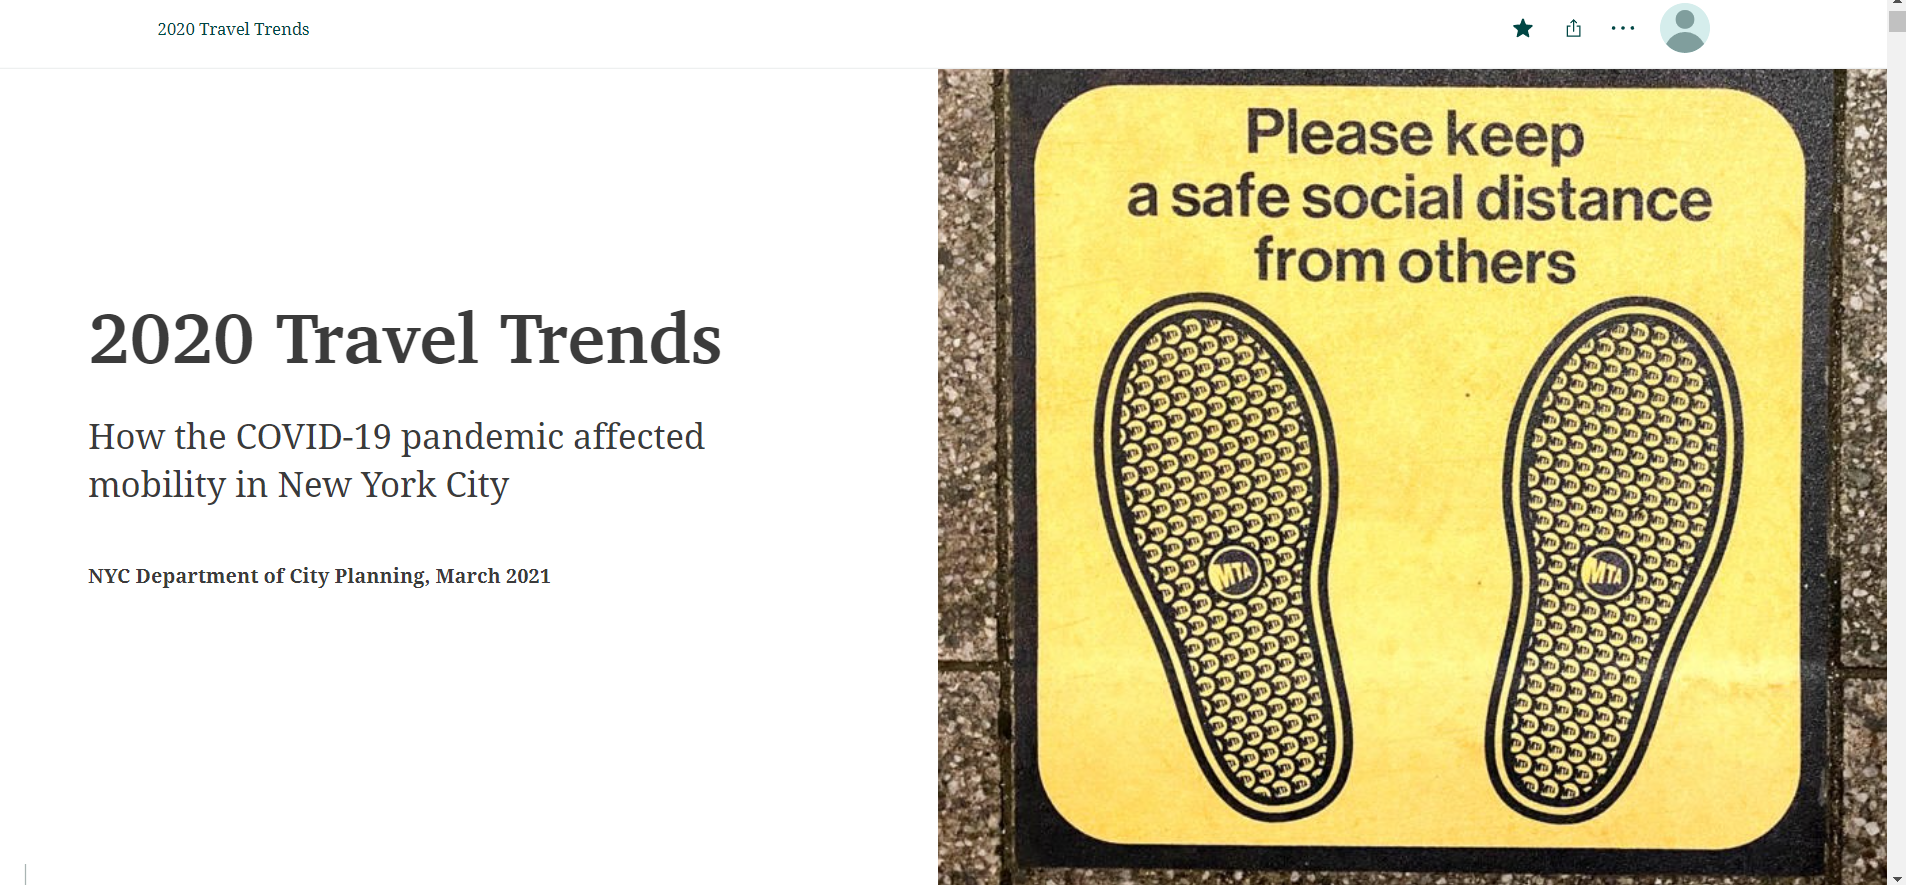 2020 Travel Trends
2020 Travel Trends
How the COVID-19 pandemic affected
mobility in New York City
NYC Department of City Planning, March 2021
Please keep
a safe social distance
from others
MTA
MTA